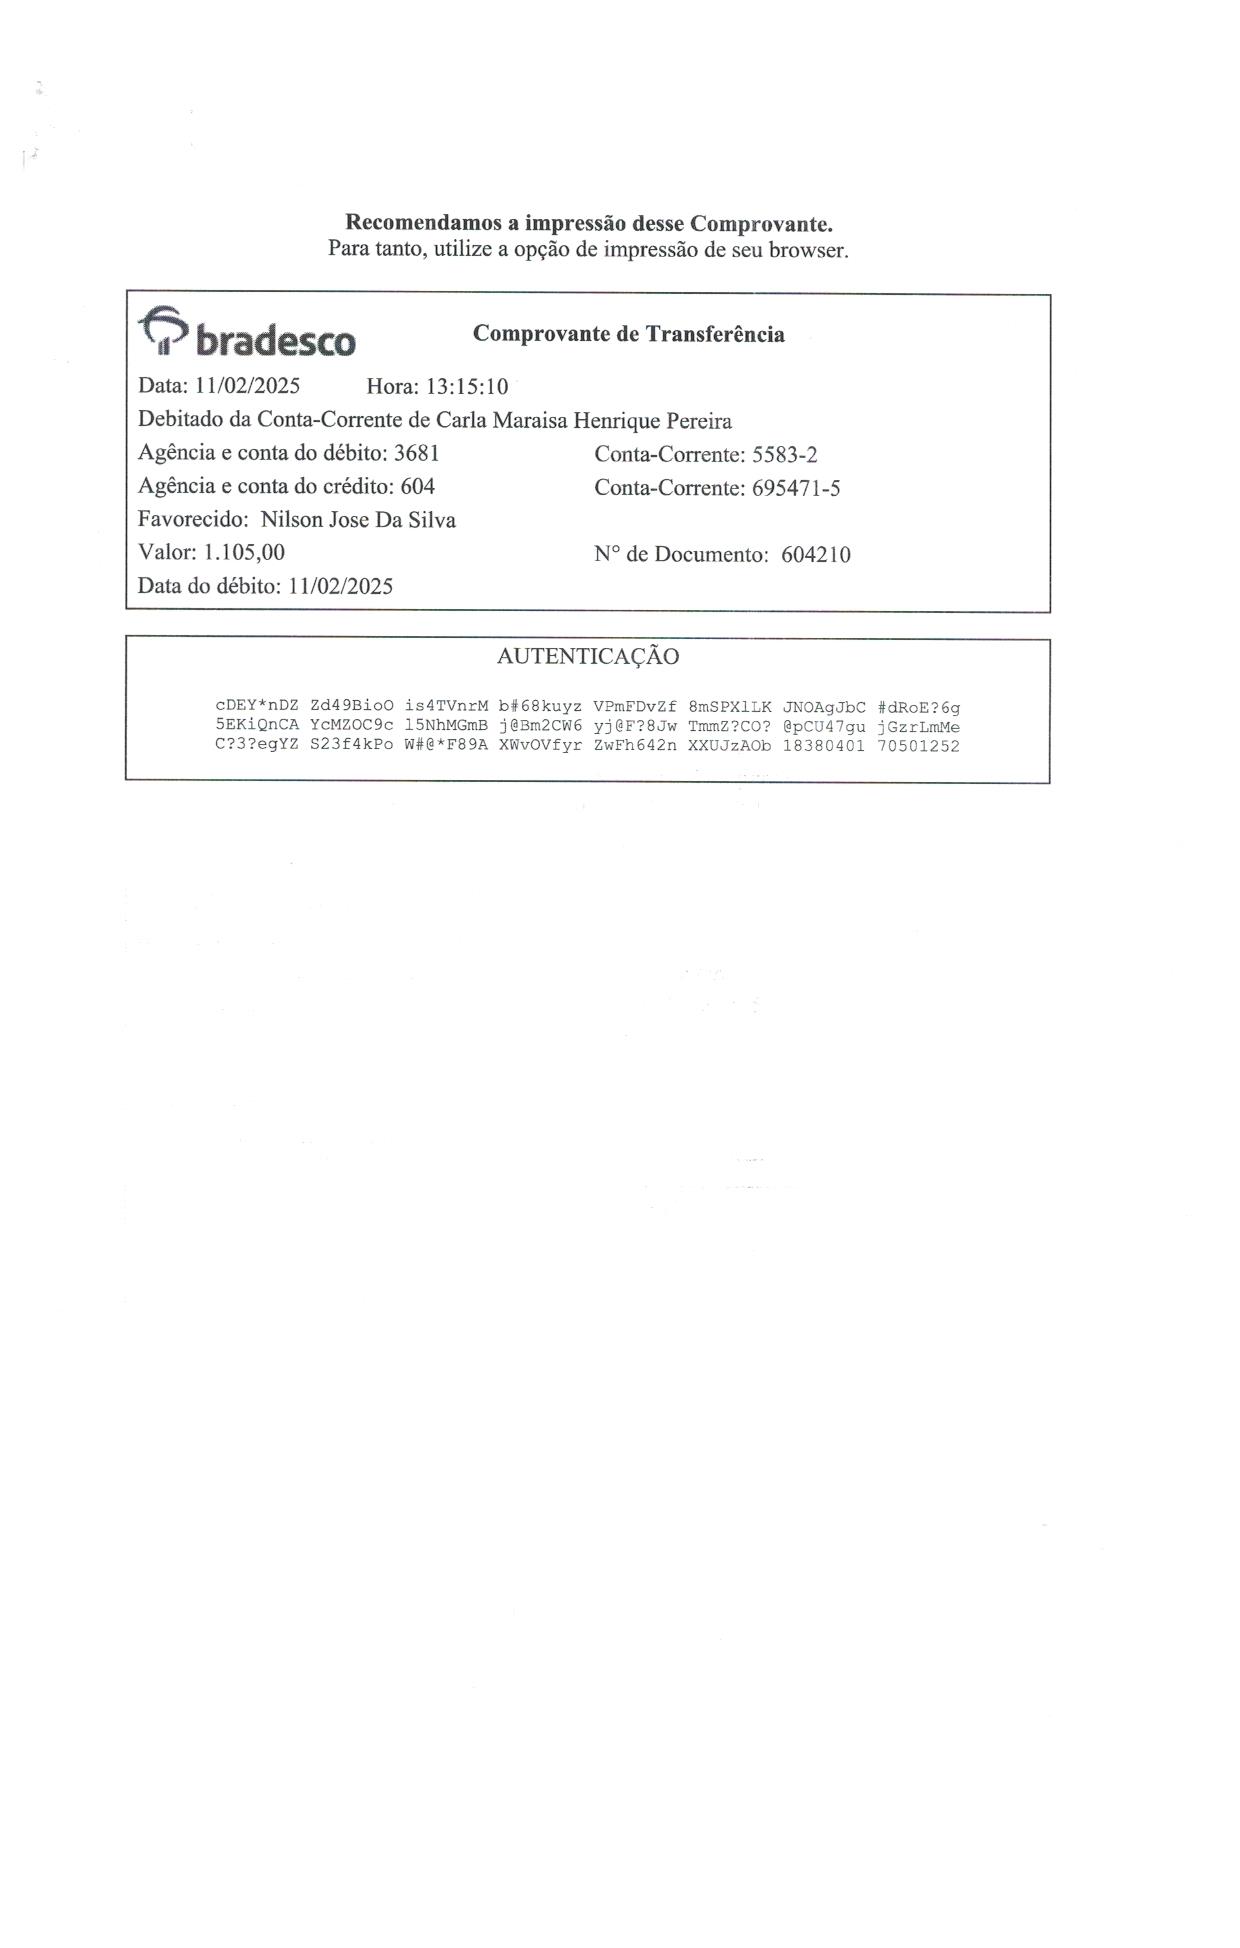 Recomendamos a impressão desse Comprovante.
Para tanto, utilize a opção de impressão de seu browser.
bradesco
Comprovante de Transferência
Data: 11/02/2025 Hora: 13:15:10
Debitado da Conta-Corrente de Carla Maraisa Henrique Pereira
Agência e conta do débito: 3681 Conta-Corrente: 5583-2
Agência e conta do crédito: 604 Conta-Corrente: 695471-5
Favorecido: Nilson Jose Da Silva
Valor: 1.105,00 N° de Documento: 604210
Data do débito: 11/02/2025
AUTENTICAÇÃO
cDEY*nDZ Zd49BioO is4TVnrM b#68kuyz VPmFDvZf 8mSPXlLK JNOAgJbC #dRoE?6g
5EKiQnCA YcMZOC9c l5NhMGmB j@Bm2CW6 yj@F?8Jw TmmZ?CO? @pCU47gu jGzrLmMe
C?3?egYZ S23f4kPo W#@*F89A XWvOVfyr ZwFh642n XXUJzAOb 18380401 70501252